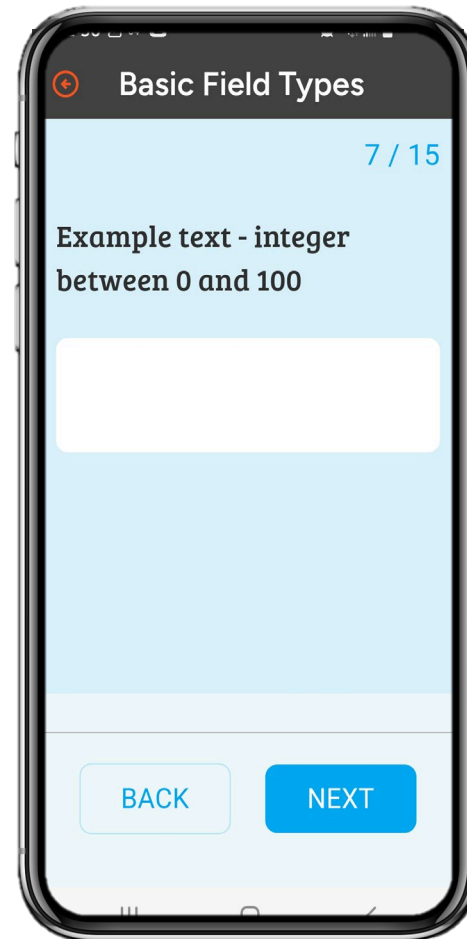 Basic Field Types
7 / 15
Example text - integer
between 0 and 100
BACK
NEXT